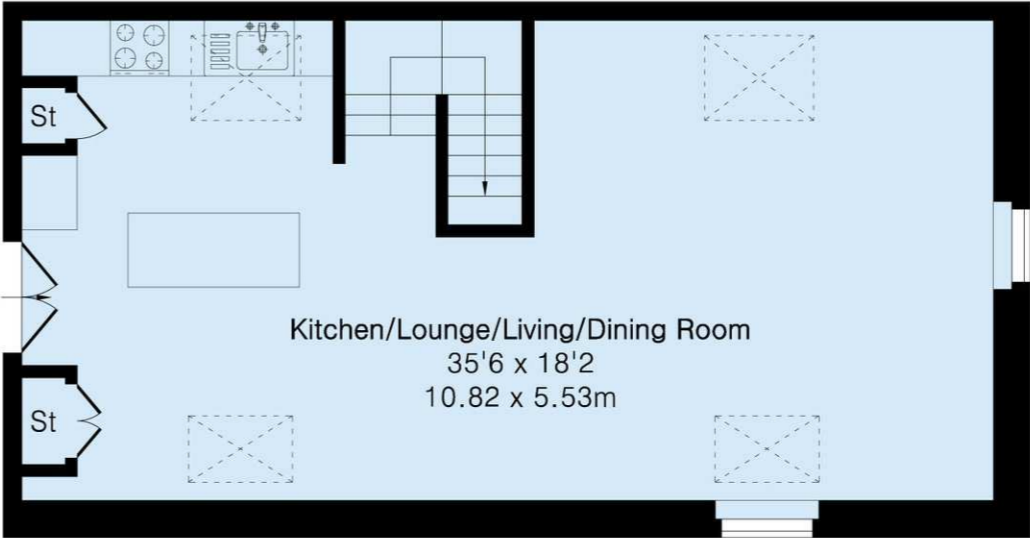 St
Kitchen/Lounge/Living/Dining Room
35'6 x 18'2
10.82 x 5.53m
St